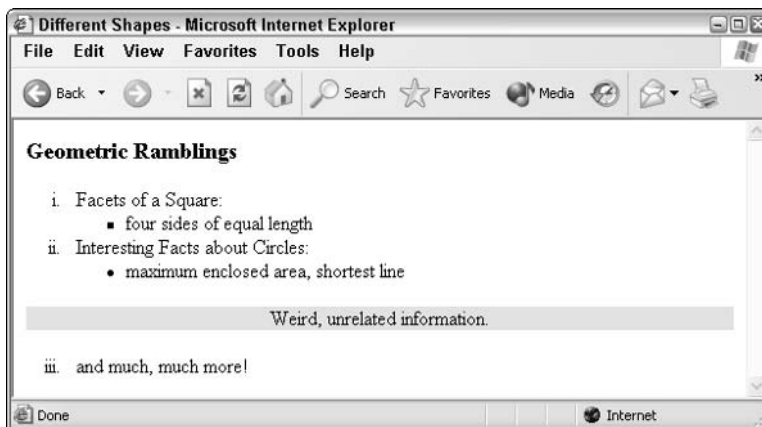 Different Shapes - Microsoft Internet Explorer
File Edit View Favorites Tools Help
Back Search Favorites Media »
Geometric Ramblings
i. Facets of a Square:
▪ four sides of equal length
ii. Interesting Facts about Circles:
• maximum enclosed area, shortest line
Weird, unrelated information.
iii. and much, much more!
Done Internet